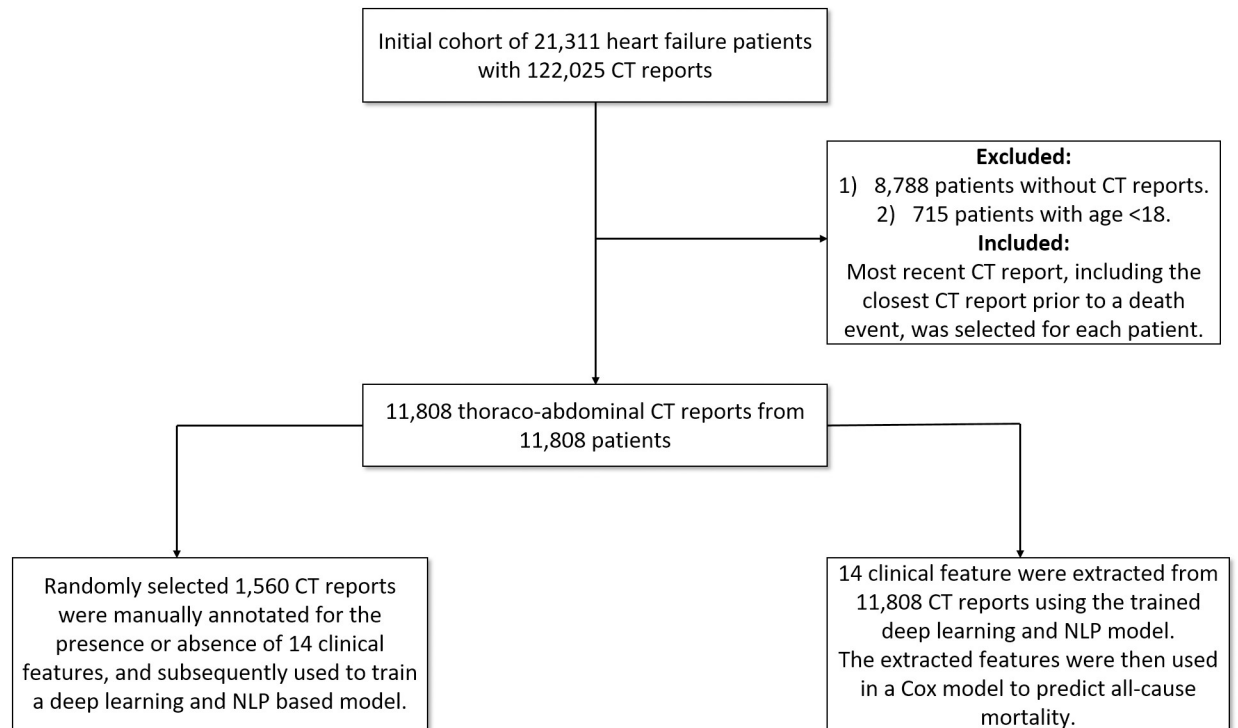 Initial cohort of 21,311 heart failure patients
with 122,025 CT reports
Excluded:
1) 8,788 patients without CT reports.
2) 715 patients with age <18.
Included:
Most recent CT report, including the
closest CT report prior to a death
event, was selected for each patient.
11,808 thoraco-abdominal CT reports from
11,808 patients
Randomly selected 1,560 CT reports
were manually annotated for the
presence or absence of 14 clinical
features, and subsequently used to train
a deep learning and NLP based model.
14 clinical feature were extracted from
11,808 CT reports using the trained
deep learning and NLP model.
The extracted features were then used
in a Cox model to predict all-cause
mortality.